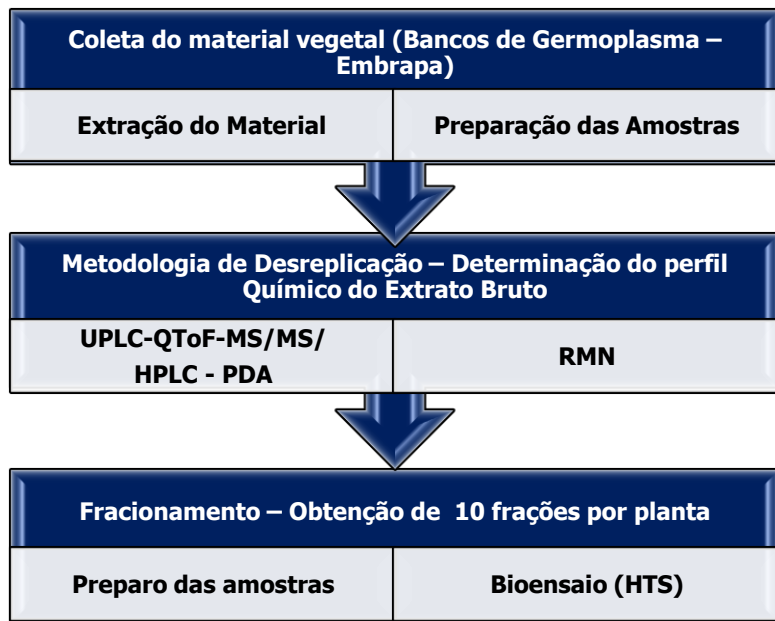 Coleta do material vegetal (Bancos de Germoplasma –
Embrapa)
Extração do Material
Preparação das Amostras
Metodologia de Desreplicação – Determinação do perfil
Químico do Extrato Bruto
UPLC-QToF-MS/MS/
HPLC - PDA
RMN
Fracionamento – Obtenção de  10 frações por planta
Preparo das amostras
Bioensaio (HTS)